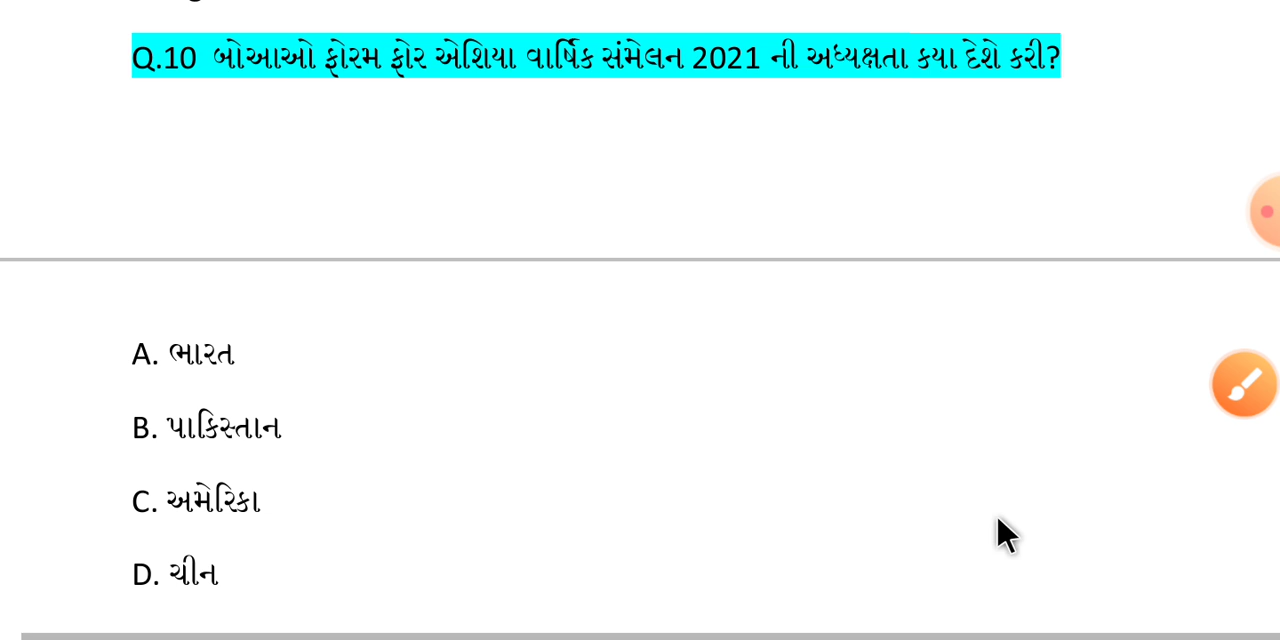 Q.10 બોઆઓ ફોરમ ફોર એશિયા વાર્ષિક સંમેલન 2021 ની અધ્યક્ષતા કયા દેશે કરી?
A. ભારત
B. પાકિસ્તાન
C. અમેરિકા
D. ચીન